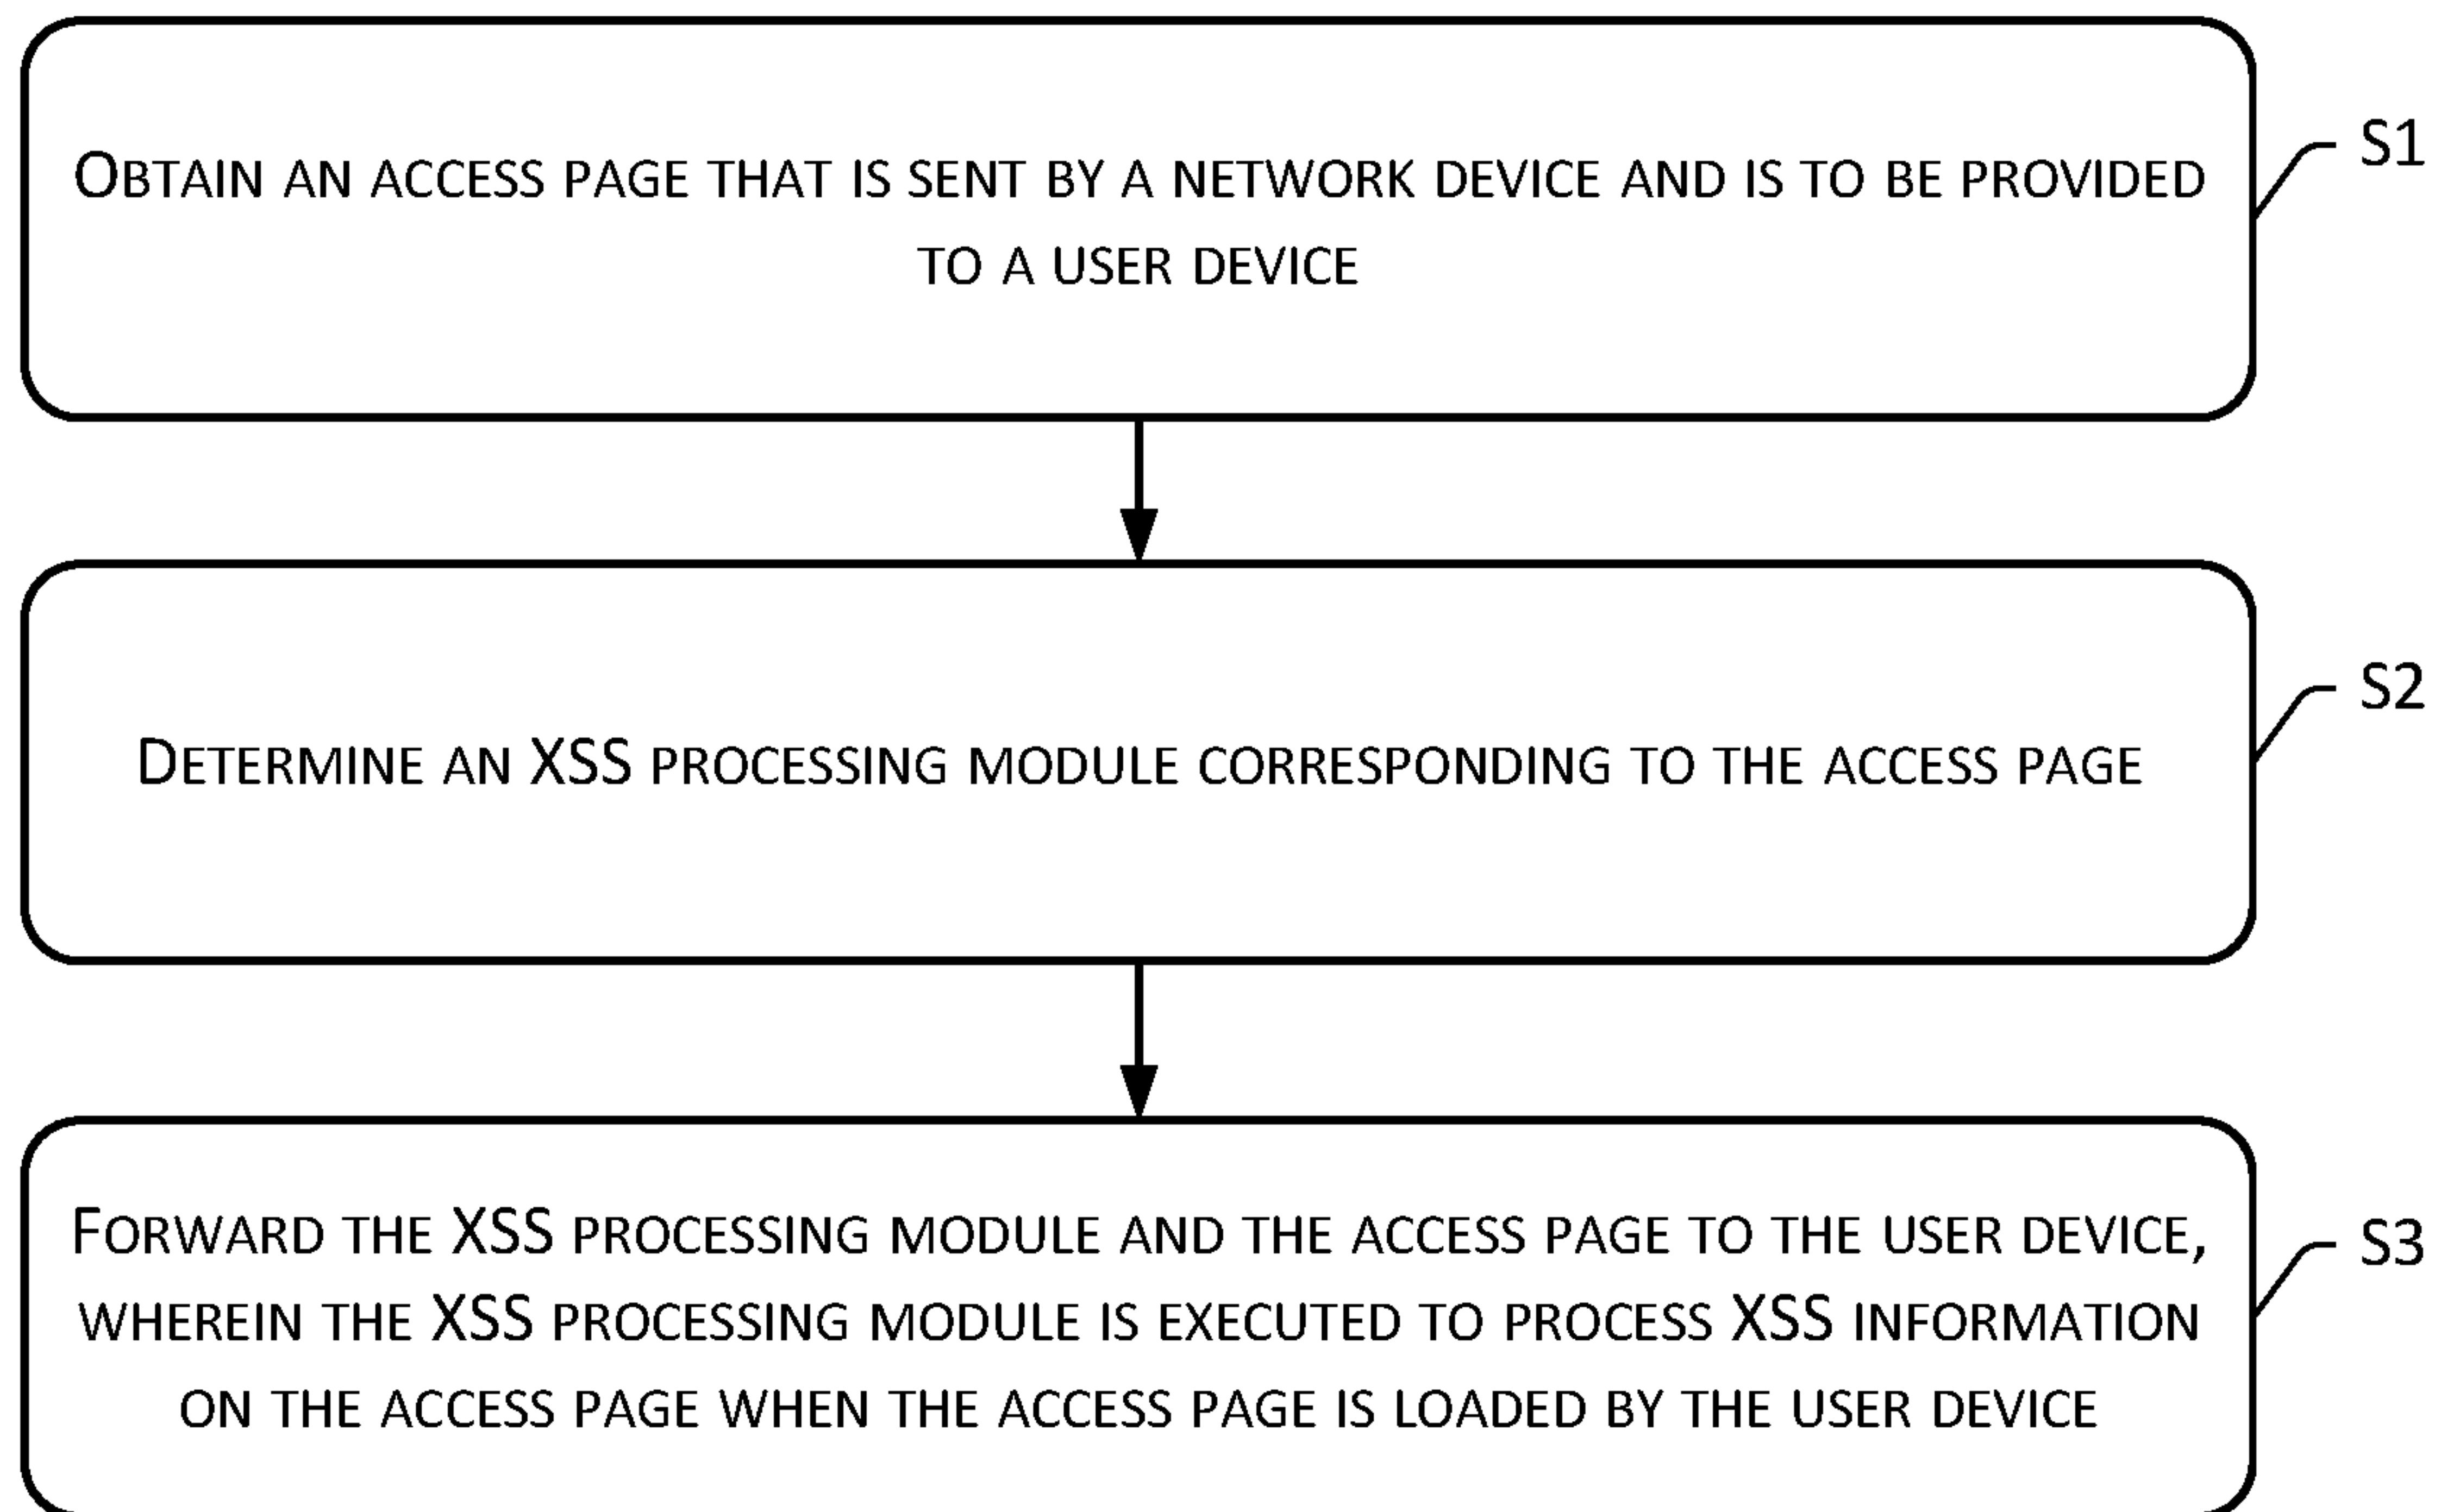 OBTAIN AN ACCESS PAGE THAT IS SENT BY A NETWORK DEVICE AND IS TO BE PROVIDED
TO A USER DEVICE
S1
DETERMINE AN XSS PROCESSING MODULE CORRESPONDING TO THE ACCESS PAGE
S2
FORWARD THE XSS PROCESSING MODULE AND THE ACCESS PAGE TO THE USER DEVICE,
WHEREIN THE XSS PROCESSING MODULE IS EXECUTED TO PROCESS XSS INFORMATION
ON THE ACCESS PAGE WHEN THE ACCESS PAGE IS LOADED BY THE USER DEVICE
S3